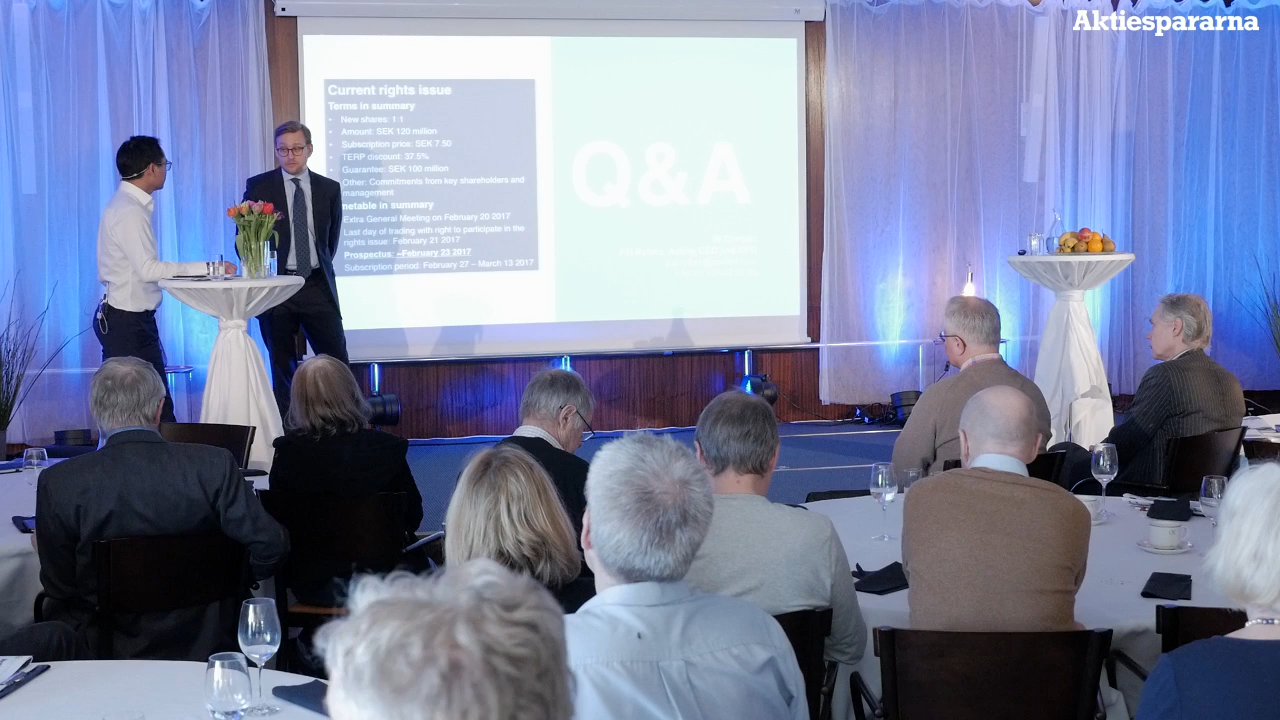 Aktiespararna
Current rights issue
Terms in summary
• New shares: 1:1
• Amount: SEK 120 million
• Subscription price: SEK 7.50
• TERP discount: 37.5%
• Guarantee: SEK 100 million
Other: Commitments from key shareholders and
management
netable in summary
Extra General Meeting on February 20 2017
Last day of trading with right to participate in the
rights issue: February 21 2017
Prospectus: ~February 23 2017
Subscription period: February 27 – March 13 2017
Q&A